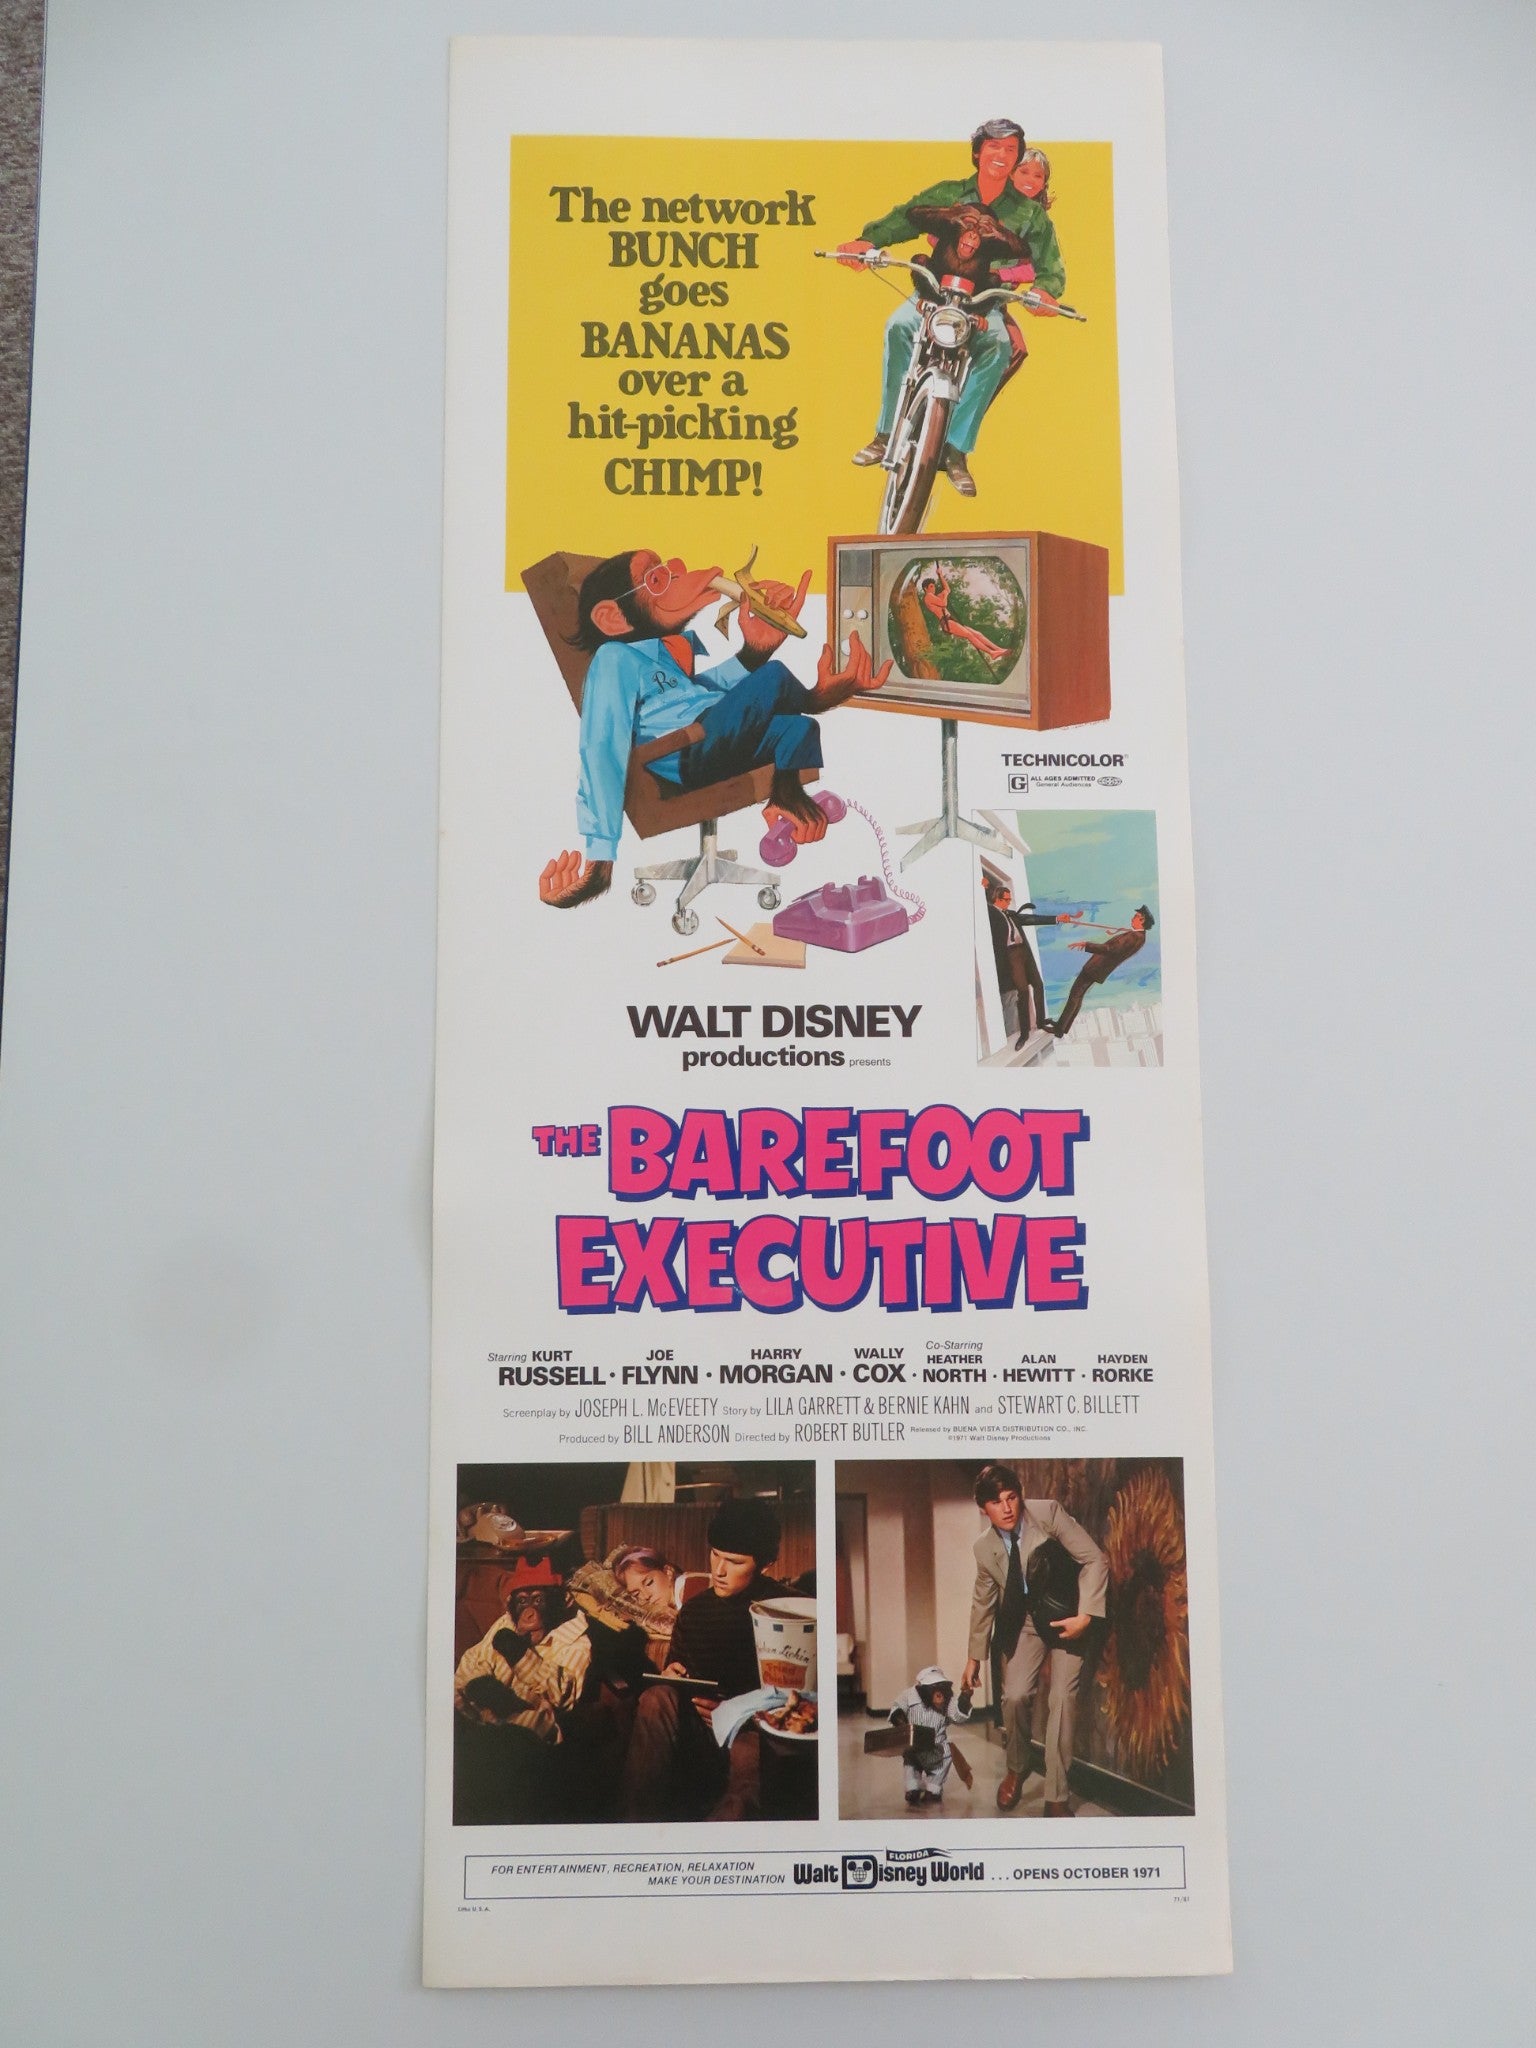 The network
BUNCH
goes
BANANAS
over a
hit-picking
CHIMP!
R
TECHNICOLOR®
G ALL AGES ADMITTED
General Audiences
WALT DISNEY
productions presents
THE BAREFOOT
EXECUTIVE
Starring KURT RUSSELL · JOE FLYNN · HARRY MORGAN · WALLY COX · Co-Starring HEATHER NORTH · ALAN HEWITT · HAYDEN RORKE
Screenplay by JOSEPH L. McEVEETY Story by LILA GARRETT & BERNIE KAHN and STEWART C. BILLETT
Produced by BILL ANDERSON Directed by ROBERT BUTLER Released by BUENA VISTA DISTRIBUTION CO., INC.
©1971 Walt Disney Productions
Lickin'
Fried
Chicken
FOR ENTERTAINMENT, RECREATION, RELAXATION
MAKE YOUR DESTINATION Walt Disney World FLORIDA ... OPENS OCTOBER 1971
Litho U.S.A.
71/81